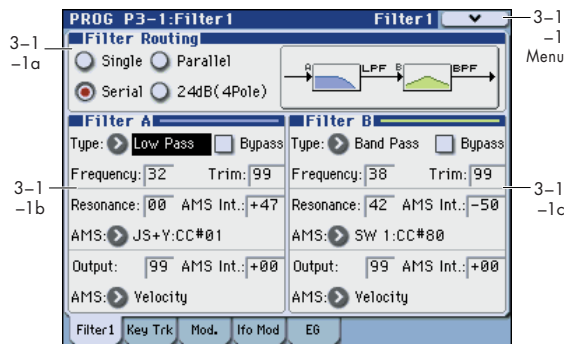 PROG P3-1:Filter1 Filter1
3-1
-1
Menu
3-1
-1a
Filter Routing
Single Parallel
Serial 24dB(4Pole)
A LPF B BPF
Filter A
Type: Low Pass Bypass
Frequency: 32 Trim: 99
Resonance: 00 AMS Int.: +47
AMS: JS+Y:CC#01
Output: 99 AMS Int.: +00
AMS: Velocity
3-1
-1b
Filter B
Type: Band Pass Bypass
Frequency: 38 Trim: 99
Resonance: 42 AMS Int.: -50
AMS: SW 1:CC#80
Output: 99 AMS Int.: +00
AMS: Velocity
3-1
-1c
Filter1 Key Trk Mod. lfo Mod EG